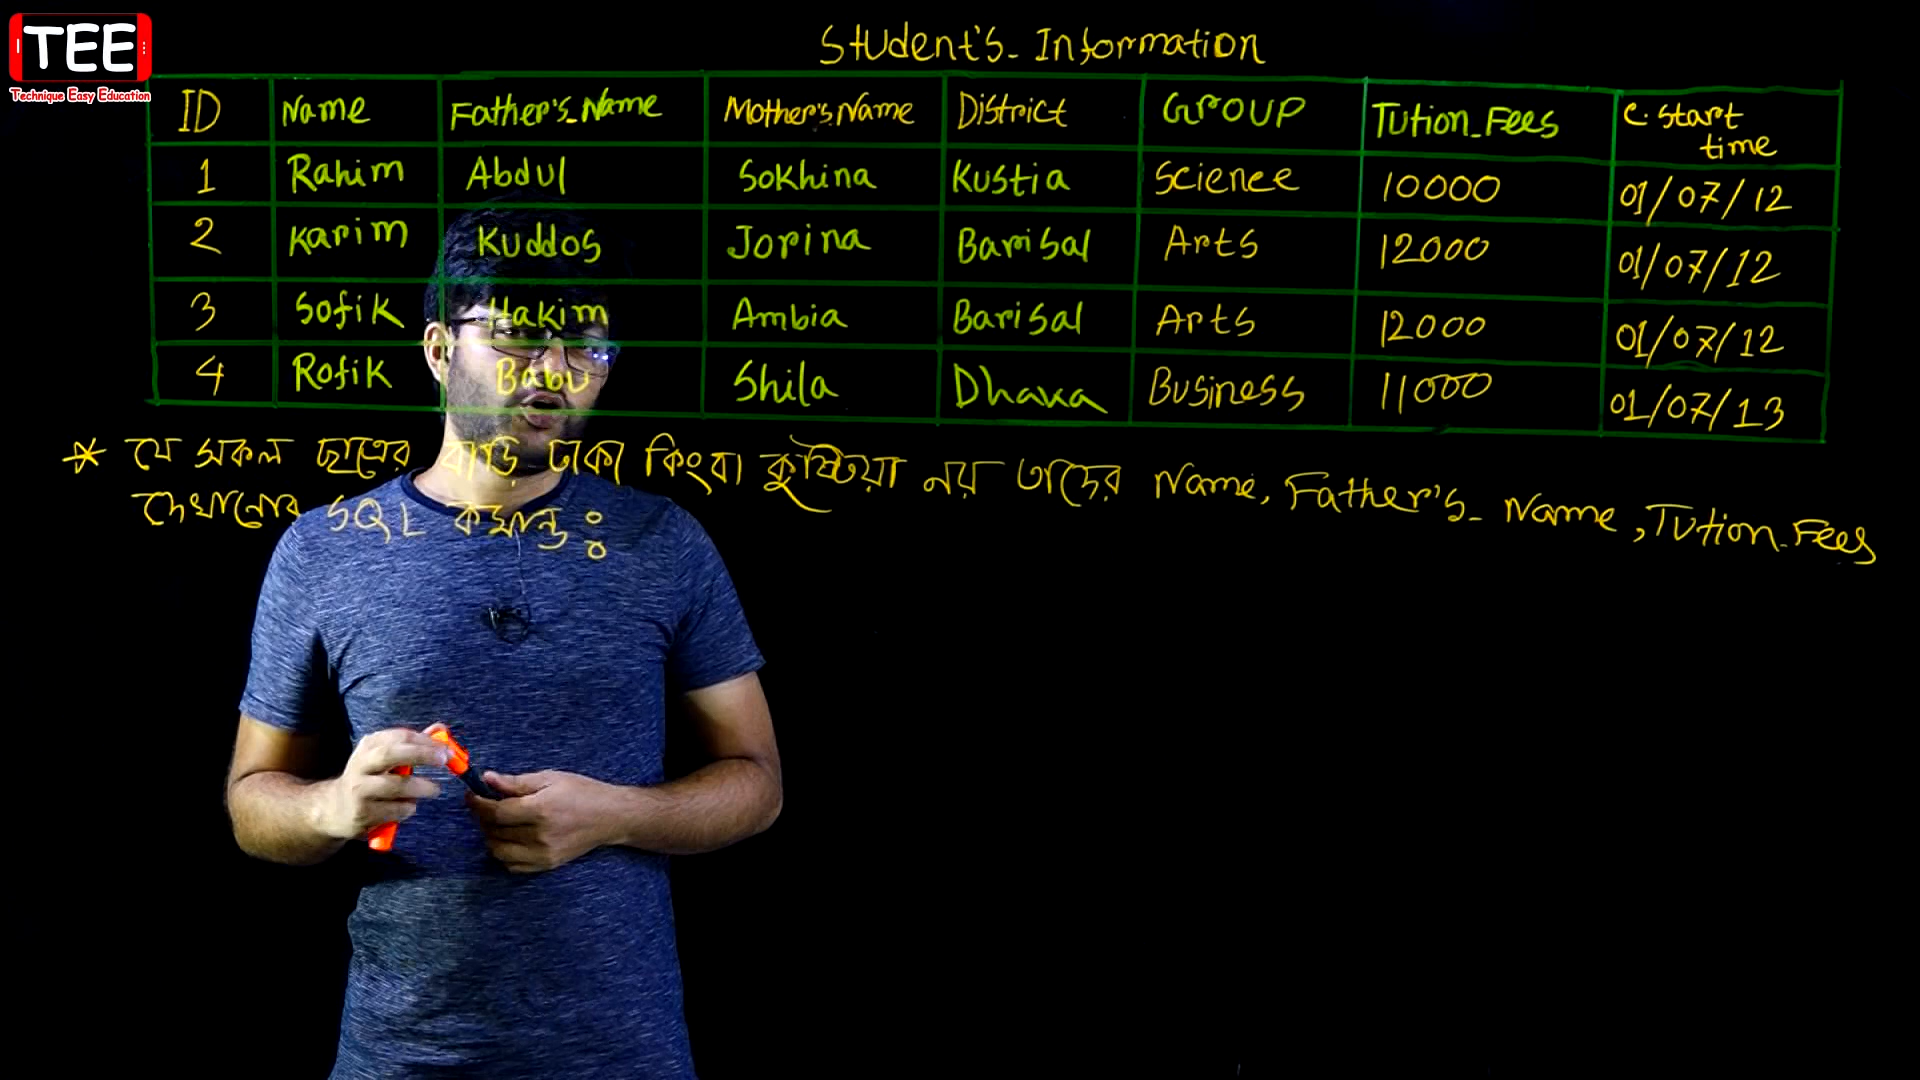 TEE
Technique Easy Education
Student's_Information
ID Name Father's_Name Mother's_Name District GROUP Tution_Fees C. Start time
1 Rahim Abdul Sokhina Kustia Science 10000 01/07/12
2 Karim Kuddos Jorina Barisal Arts 12000 01/07/12
3 Sofik Hakim Ambia Barisal Arts 12000 01/07/12
4 Rofik Babu Shila Dhaka Business 11000 01/07/13
* যে সকল ছাত্রের বাড়ি ঢাকা কিংবা কুষ্টিয়া নয় তাদের Name, Father's_Name, Tution_Fees
দেখানোর SQL কমান্ড :